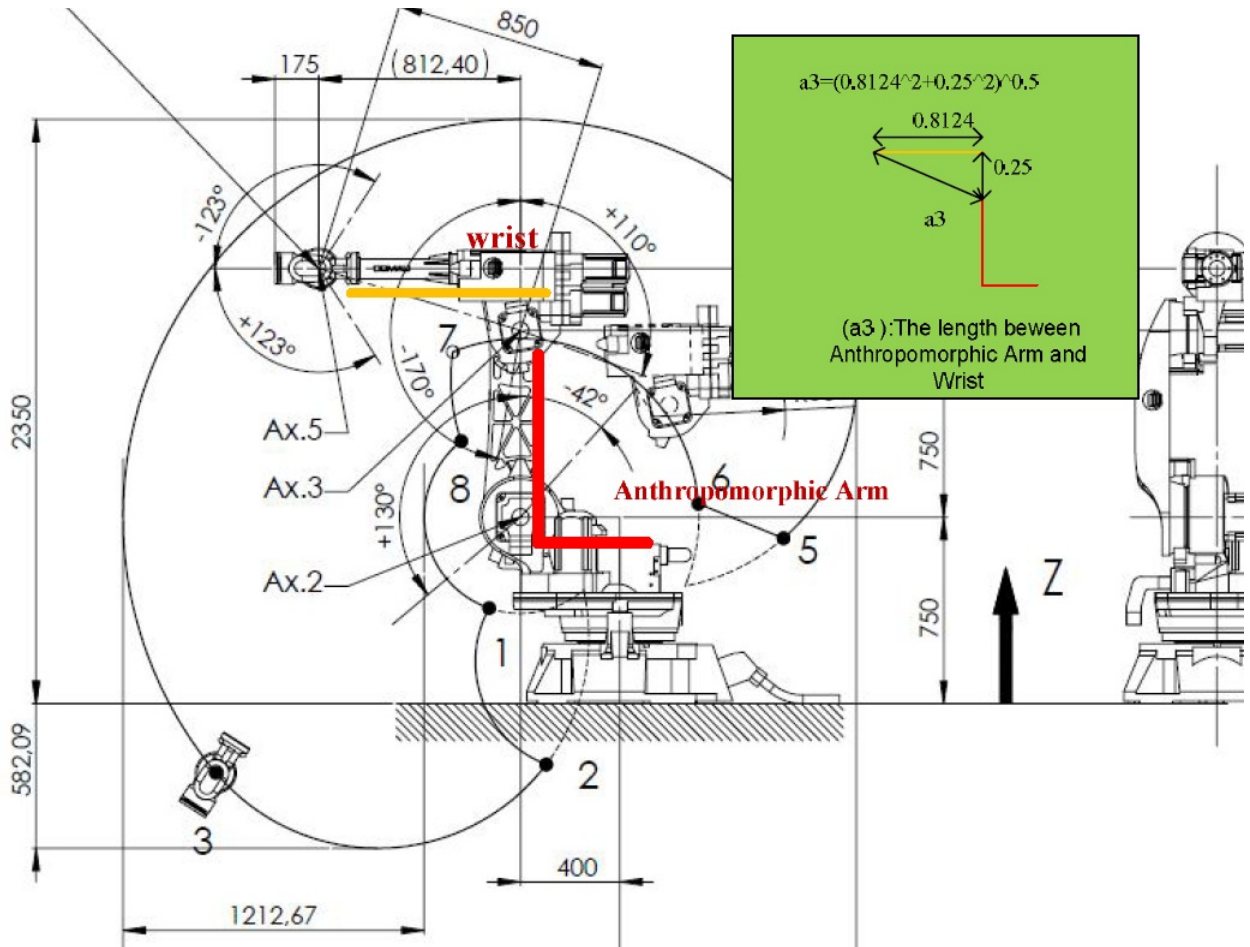 850
175
(812,40)
a3=(0.8124^2+0.25^2)^0.5
0.8124
0.25
a3
(a3 ):The length beween
Anthropomorphic Arm and
Wrist
-123°
+123°
wrist
+110°
COMAU
7
-170°
-42°
2350
Ax.5
Ax.3
8
+130°
Anthropomorphic Arm
6
5
750
Ax.2
1
Z
750
582,09
2
3
400
1212,67